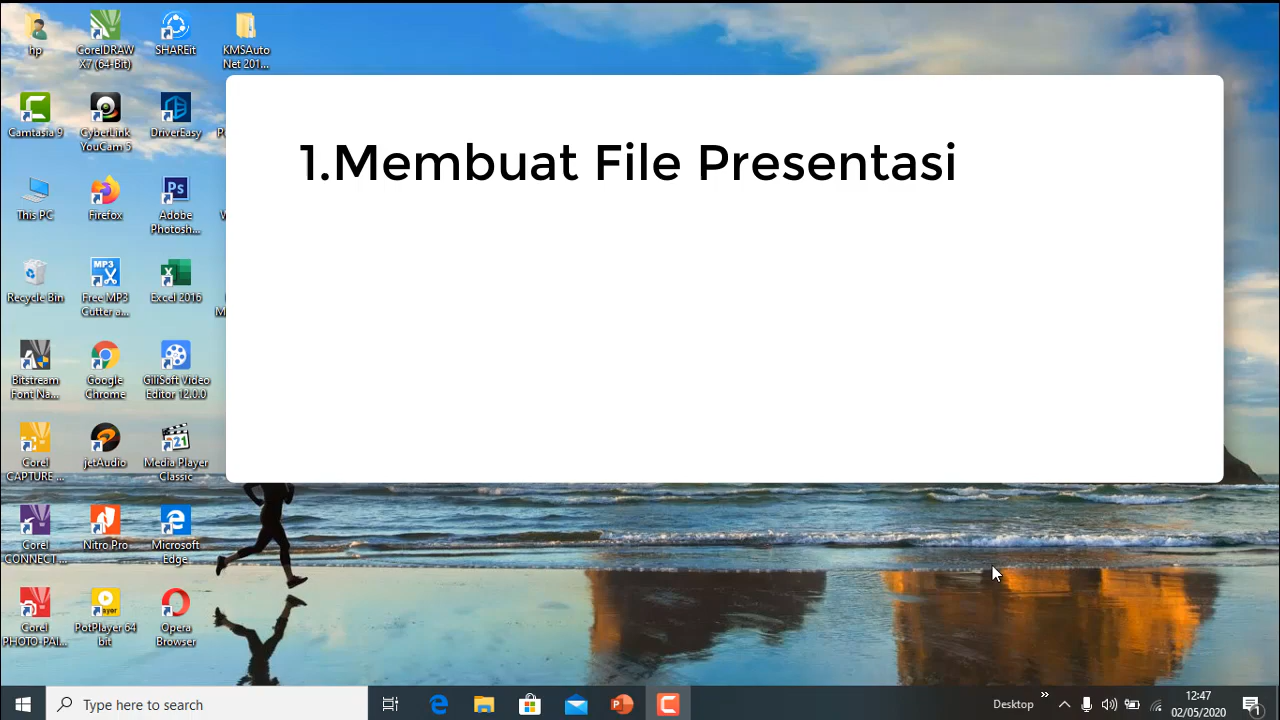 1.Membuat File Presentasi
hp
CorelDRAW
X7 (64-Bit)
SHAREit
KMSAuto
Net 201...
Camtasia 9
CyberLink
YouCam 5
DriverEasy
This PC
Firefox
Adobe
Photosh...
Recycle Bin
Free MP3
Cutter a...
Excel 2016
Bitstream
Font Na...
Google
Chrome
GiliSoft Video
Editor 12.0.0
Corel
CAPTURE ...
jetAudio
Media Player
Classic
Corel
CONNECT ...
Nitro Pro
Microsoft
Edge
Corel
PHOTO-PAI...
PotPlayer 64
bit
Opera
Browser
Type here to search
Desktop
12:47
02/05/2020